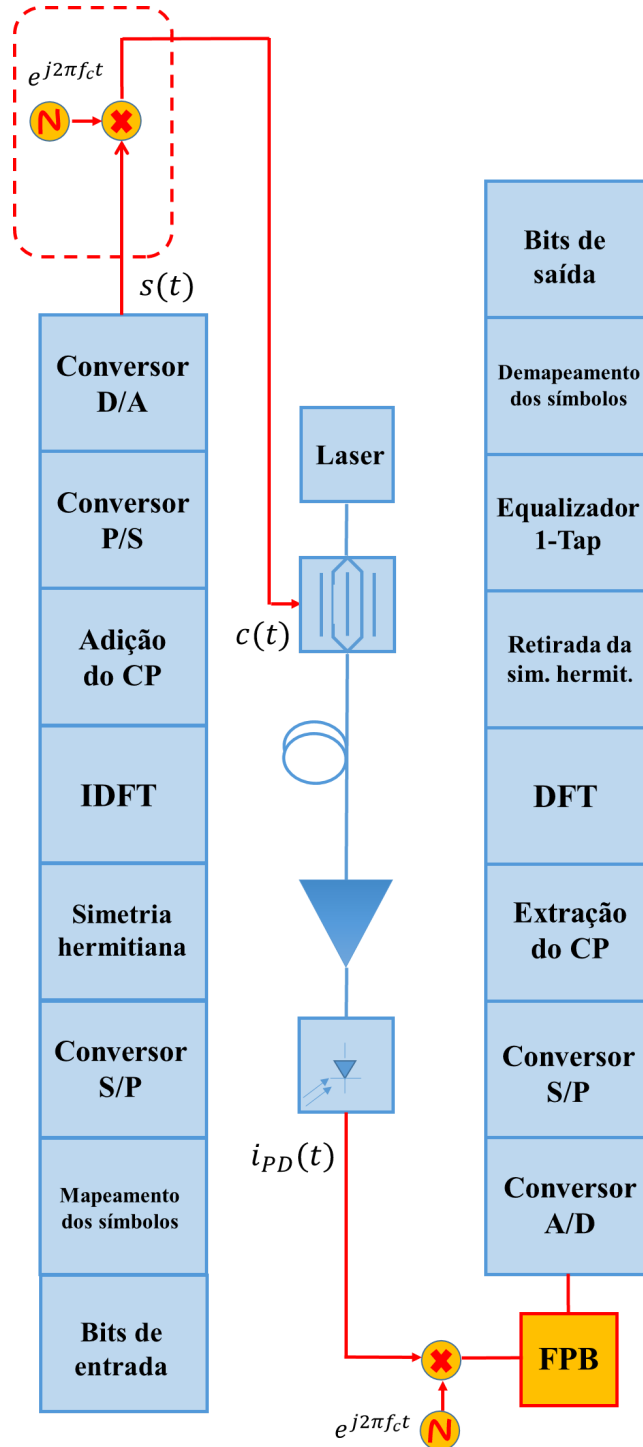 e^{j2πf_ct}
s(t)
Conversor
D/A
Conversor
P/S
Adição
do CP
IDFT
Simetria
hermitiana
Conversor
S/P
Mapeamento
dos símbolos
Bits de
entrada
Laser
c(t)
i_{PD}(t)
e^{j2πf_ct}
FPB
Bits de
saída
Demapeamento
dos símbolos
Equalizador
1-Tap
Retirada da
sim. hermit.
DFT
Extração
do CP
Conversor
S/P
Conversor
A/D